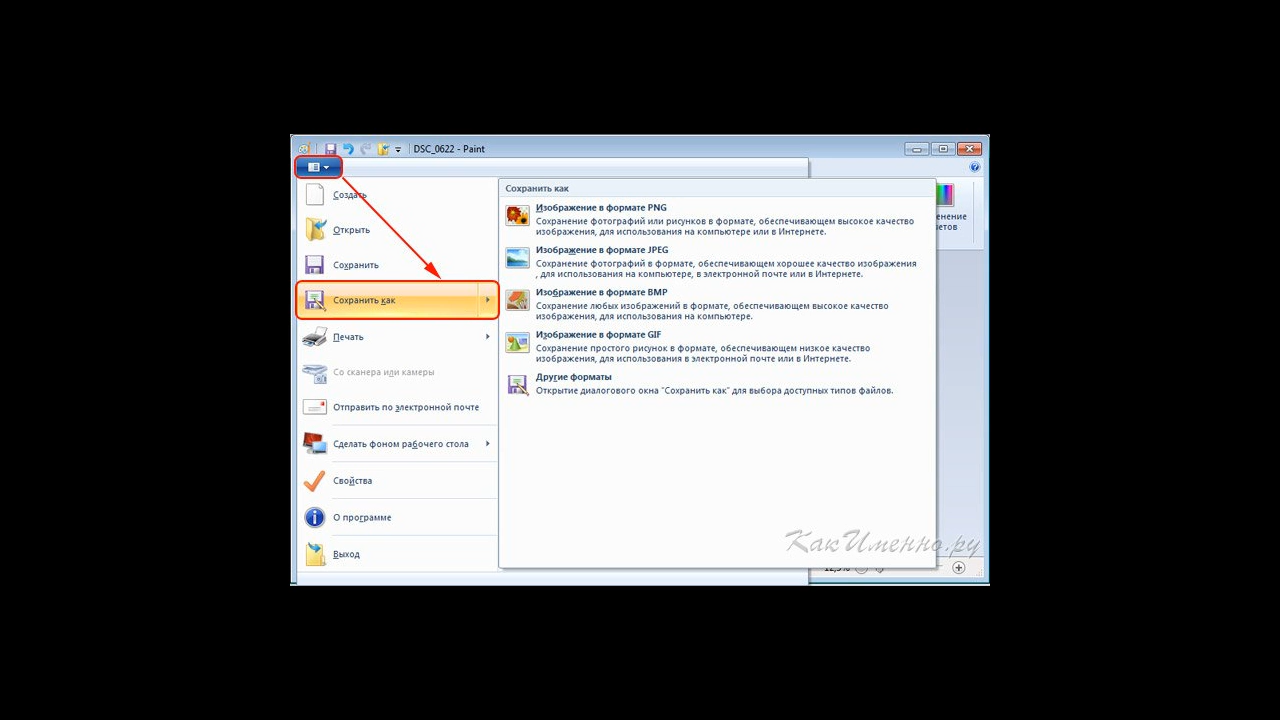 DSC_0622 - Paint
Создать
Открыть
Сохранить
Сохранить как
Печать
Со сканера или камеры
Отправить по электронной почте
Сделать фоном рабочего стола
Свойства
О программе
Выход
Сохранить как
Изображение в формате PNG
Сохранение фотографий или рисунков в формате, обеспечивающем высокое качество
изображения, для использования на компьютере или в Интернете.
Изображение в формате JPEG
Сохранение фотографий в формате, обеспечивающем хорошее качество изображения
, для использования на компьютере, в электронной почте или в Интернете.
Изображение в формате BMP
Сохранение любых изображений в формате, обеспечивающем высокое качество
изображения, для использования на компьютере.
Изображение в формате GIF
Сохранение простого рисунок в формате, обеспечивающем низкое качество
изображения, для использования в электронной почте или в Интернете.
Другие форматы
Открытие диалогового окна "Сохранить как" для выбора доступных типов файлов.
енение
етов
КакИменно.ру